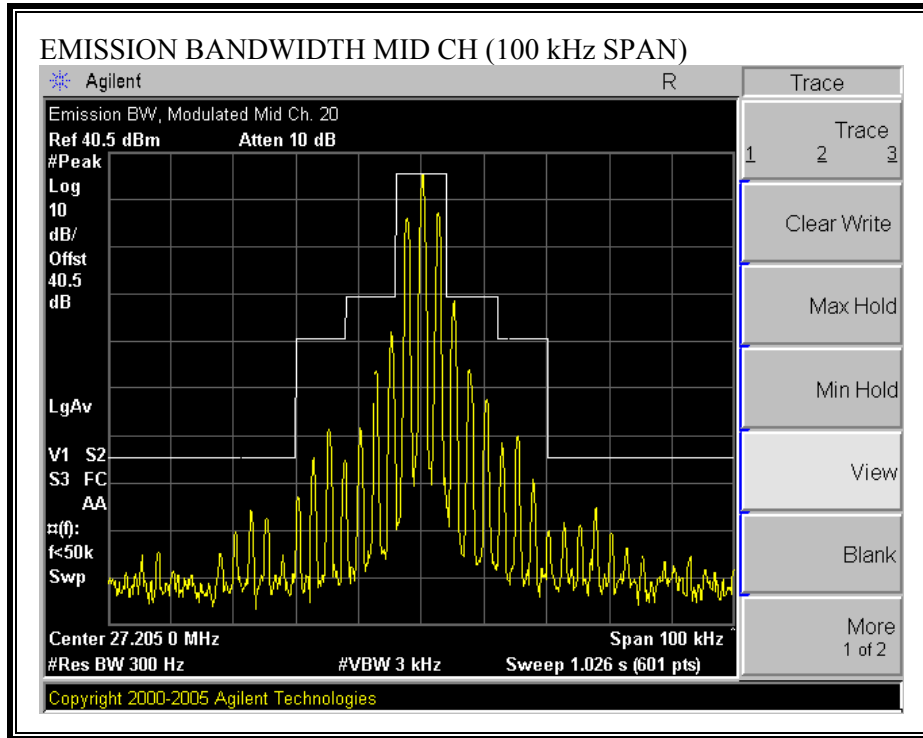 EMISSION BANDWIDTH MID CH (100 kHz SPAN)
Agilent R Trace
Emission BW, Modulated Mid Ch. 20
Ref 40.5 dBm Atten 10 dB
#Peak
Log
10
dB/
Offst
40.5
dB
LgAv
V1 S2
S3 FC
AA
¤(f):
f<50k
Swp
Center 27.205 0 MHz Span 100 kHz ^
#Res BW 300 Hz #VBW 3 kHz Sweep 1.026 s (601 pts)
Copyright 2000-2005 Agilent Technologies
Trace
1 2 3
Clear Write
Max Hold
Min Hold
View
Blank
More
1 of 2